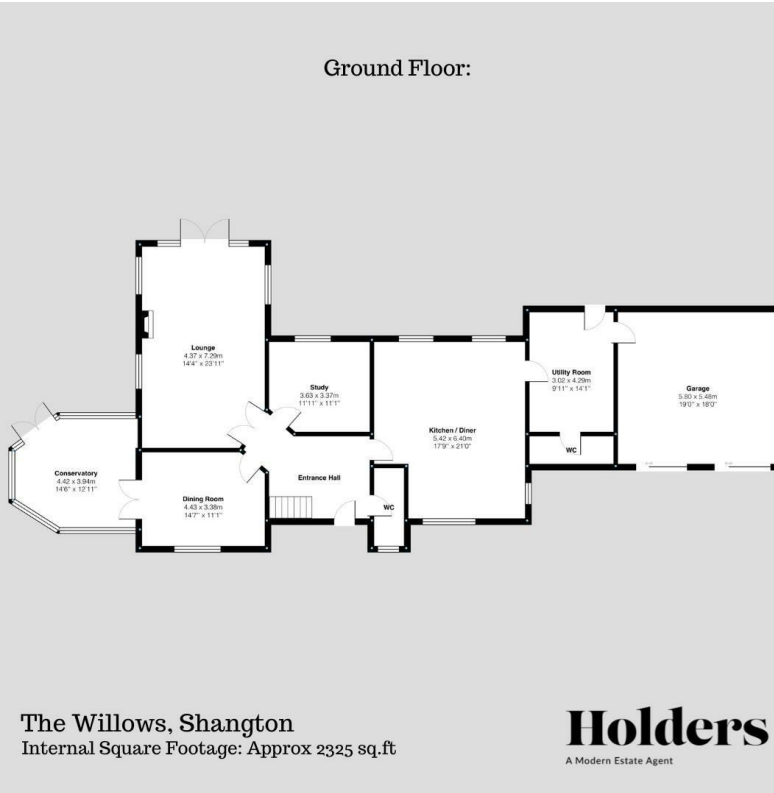 Ground Floor:
Lounge
4.37 x 7.29m
14'4" x 23'11"
Study
3.63 x 3.37m
11'11" x 11'1"
Kitchen / Diner
5.42 x 6.40m
17'9" x 21'0"
Utility Room
3.02 x 4.29m
9'11" x 14'1"
Garage
5.80 x 5.48m
19'0" x 18'0"
WC
Conservatory
4.42 x 3.94m
14'6" x 12'11"
Entrance Hall
Dining Room
4.43 x 3.38m
14'7" x 11'1"
WC
The Willows, Shangton
Internal Square Footage: Approx 2325 sq.ft
Holders
A Modern Estate Agent